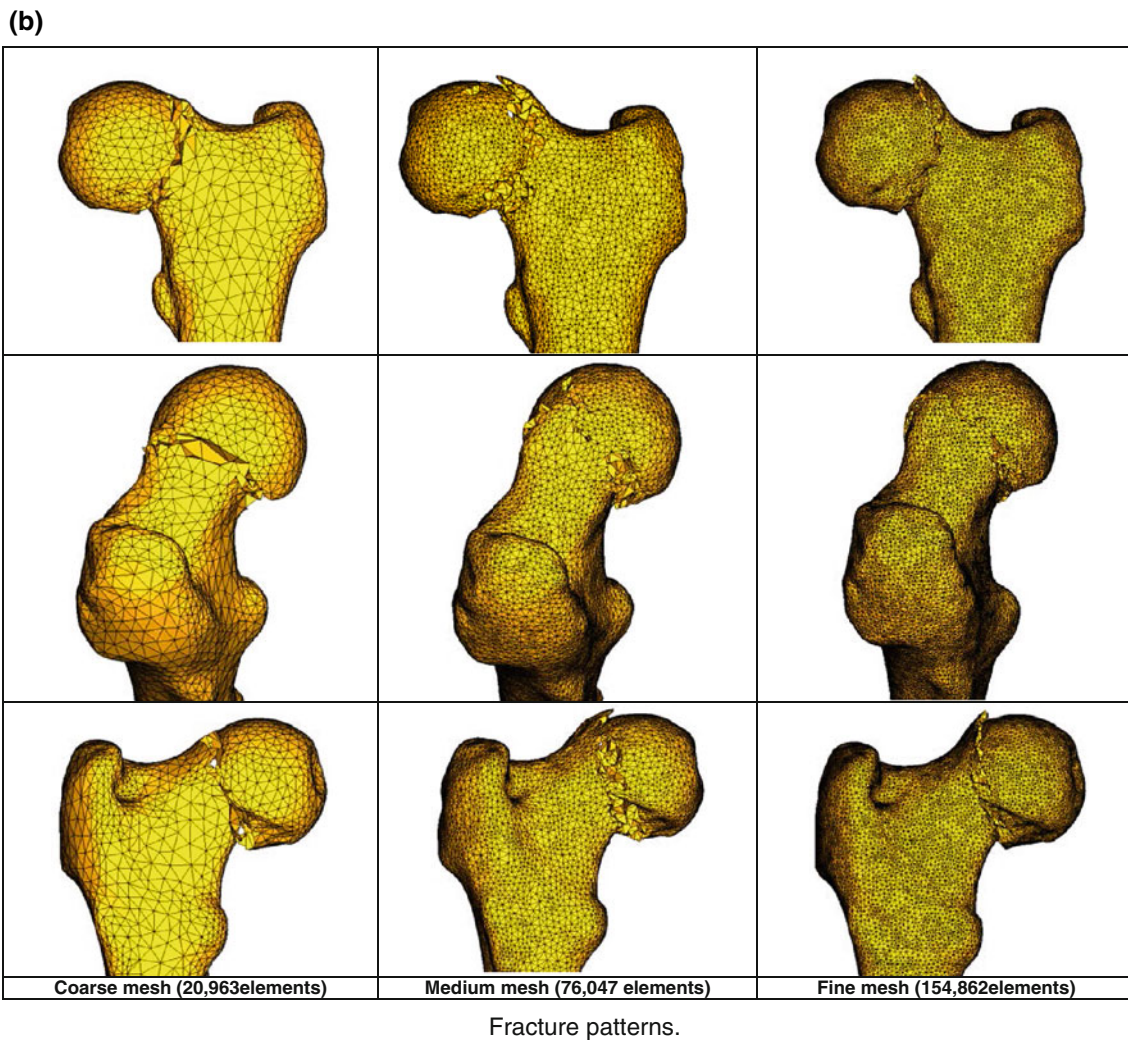 (b)
Coarse mesh (20,963elements)
Medium mesh (76,047 elements)
Fine mesh (154,862elements)
Fracture patterns.